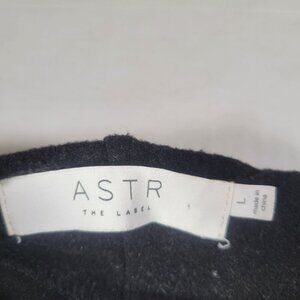 ASTR
THE LABEL
L
made in
china